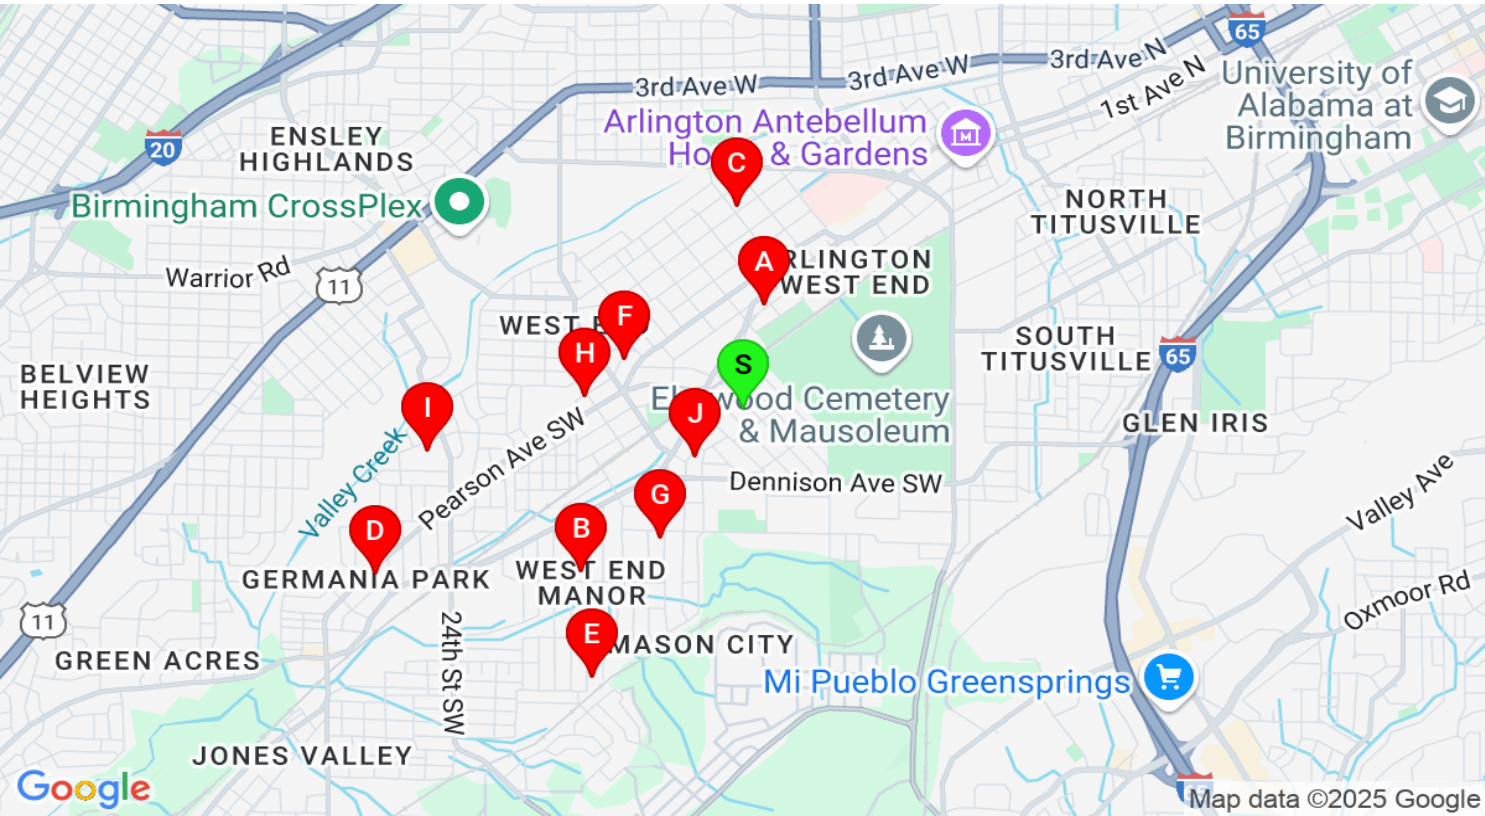 65
3rd Ave N
3rd Ave W
3rd Ave W
1st Ave N
University of
Alabama at
Birmingham
Arlington Antebellum
Ho & Gardens
ENSLEY
HIGHLANDS
20
C
Birmingham CrossPlex
NORTH
TITUSVILLE
Warrior Rd
11
A
RLINGTON
WEST END
WEST E
F
H
S
SOUTH
TITUSVILLE
65
BELVIEW
HEIGHTS
I
J
El wood Cemetery
& Mausoleum
GLEN IRIS
Valley Creek
Pearson Ave SW
Dennison Ave SW
Valley Ave
G
D
B
GERMANIA PARK
WEST END
MANOR
Oxmoor Rd
11
24th St SW
E
MASON CITY
GREEN ACRES
Mi Pueblo Greensprings
JONES VALLEY
Google
Map data ©2025 Google